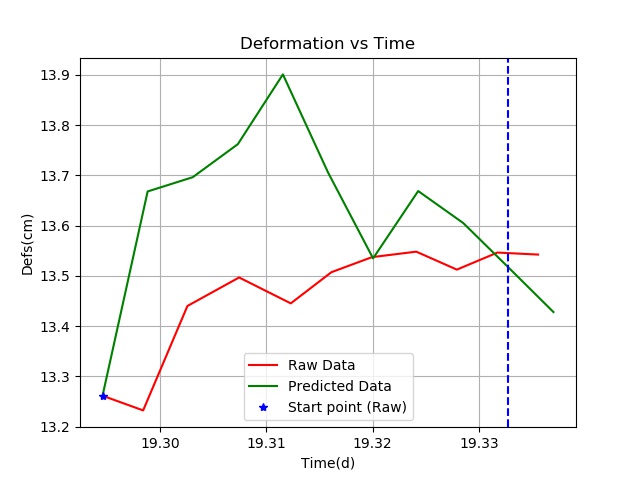 Deformation vs Time
13.9
13.8
13.7
13.6
13.5
13.4
13.3
13.2
Defs(cm)
Raw Data
Predicted Data
Start point (Raw)
19.30 19.31 19.32 19.33
Time(d)